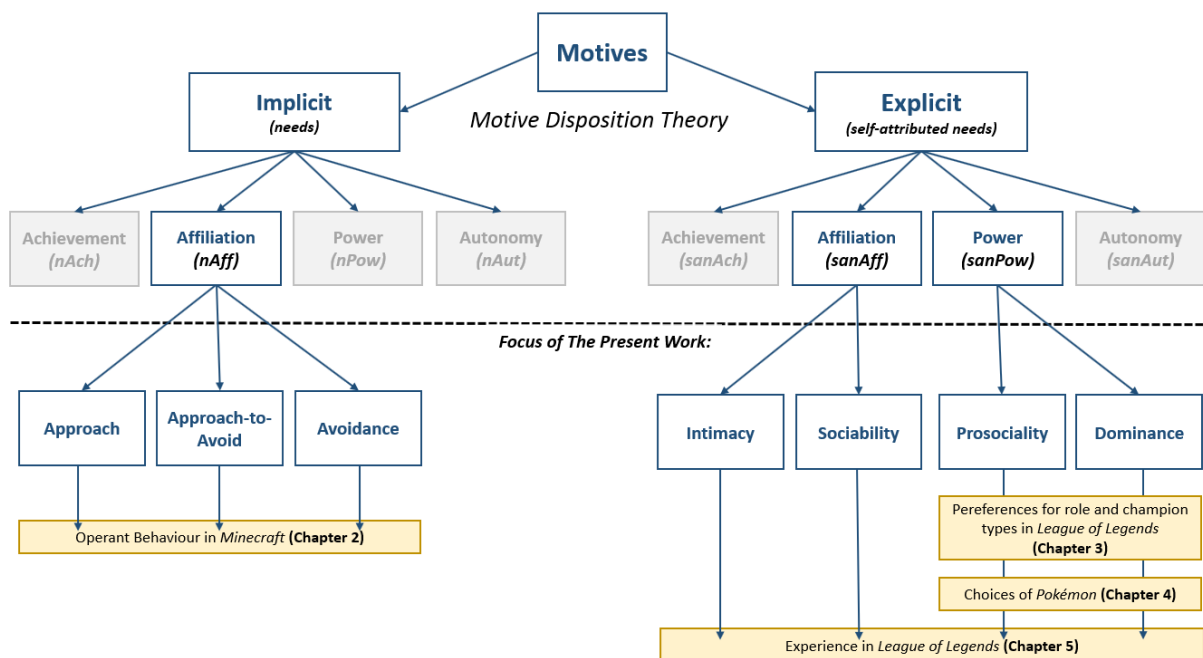 Motives
Implicit
(needs)
Motive Disposition Theory
Explicit
(self-attributed needs)
Achievement
(nAch)
Affiliation
(nAff)
Power
(nPow)
Autonomy
(nAut)
Achievement
(sanAch)
Affiliation
(sanAff)
Power
(sanPow)
Autonomy
(sanAut)
Focus of The Present Work:
Approach
Approach-to-
Avoid
Avoidance
Intimacy
Sociability
Prosociality
Dominance
Operant Behaviour in Minecraft (Chapter 2)
Pereferences for role and champion
types in League of Legends
(Chapter 3)
Choices of Pokémon (Chapter 4)
Experience in League of Legends (Chapter 5)